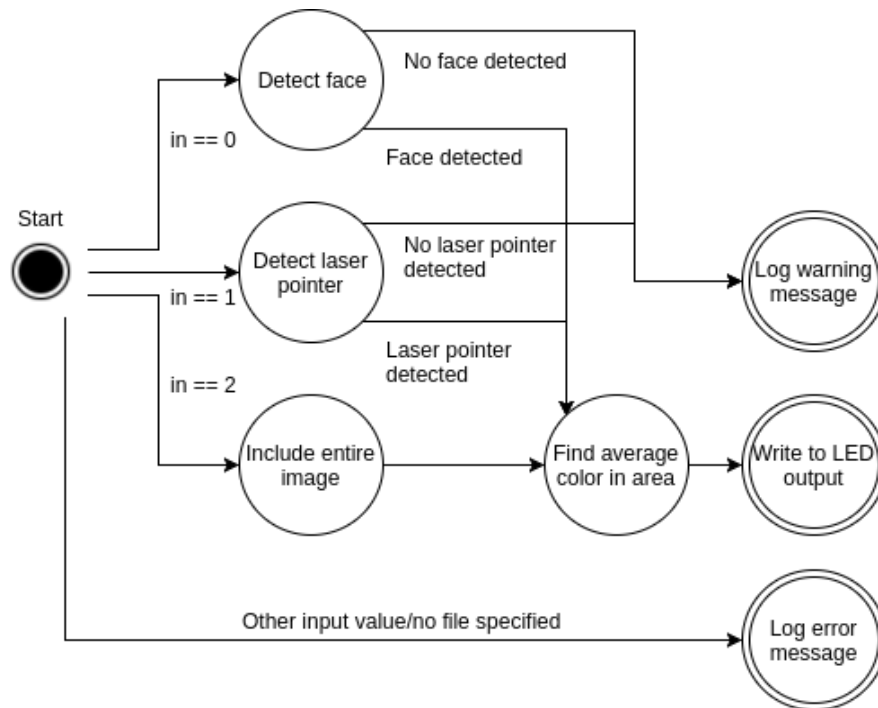 Detect face
No face detected
in == 0
Face detected
Start
Detect laser
pointer
No laser pointer
detected
in == 1
Log warning
message
Laser pointer
detected
in == 2
Include entire
image
Find average
color in area
Write to LED
output
Other input value/no file specified
Log error
message